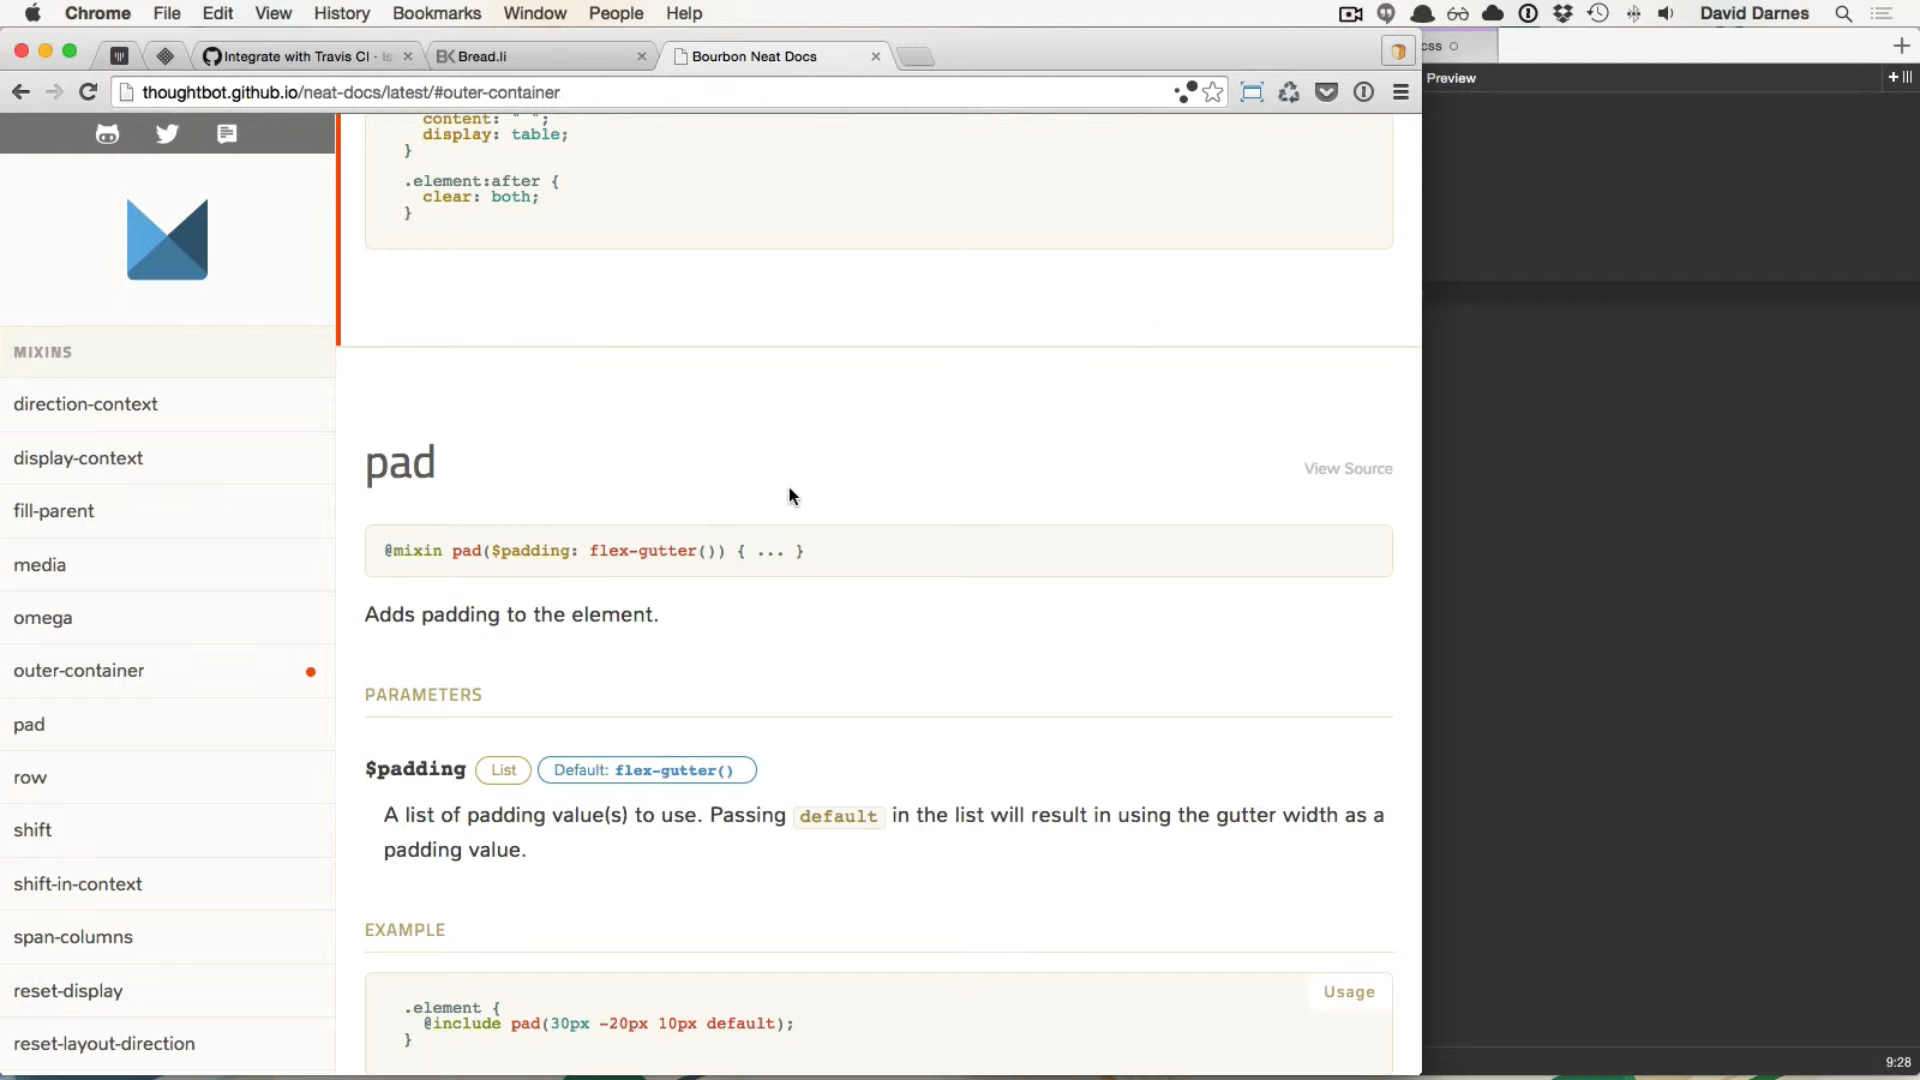 Chrome File Edit View History Bookmarks Window People Help David Darnes
Integrate with Travis CI · Is
BK Bread.li
Bourbon Neat Docs
css
thoughtbot.github.io/neat-docs/latest/#outer-container
Preview
content: " ";
display: table;
}
.element:after {
clear: both;
}
MIXINS
direction-context
display-context
fill-parent
media
omega
outer-container
pad
row
shift
shift-in-context
span-columns
reset-display
reset-layout-direction
pad
View Source
@mixin pad($padding: flex-gutter()) { ... }
Adds padding to the element.
PARAMETERS
$padding List Default: flex-gutter()
A list of padding value(s) to use. Passing default in the list will result in using the gutter width as a
padding value.
EXAMPLE
Usage
.element {
@include pad(30px -20px 10px default);
}
9:28